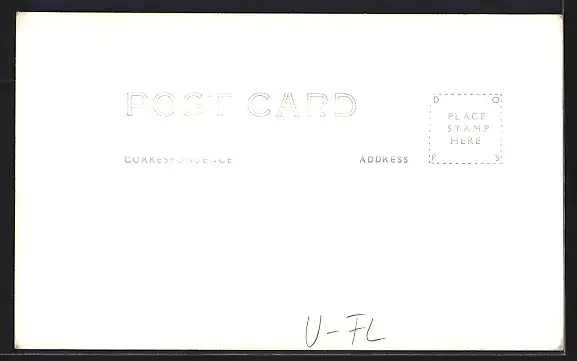 POST CARD
D O
PLACE
STAMP
HERE
P S
CORRESPONDENCE ADDRESS
U-FL